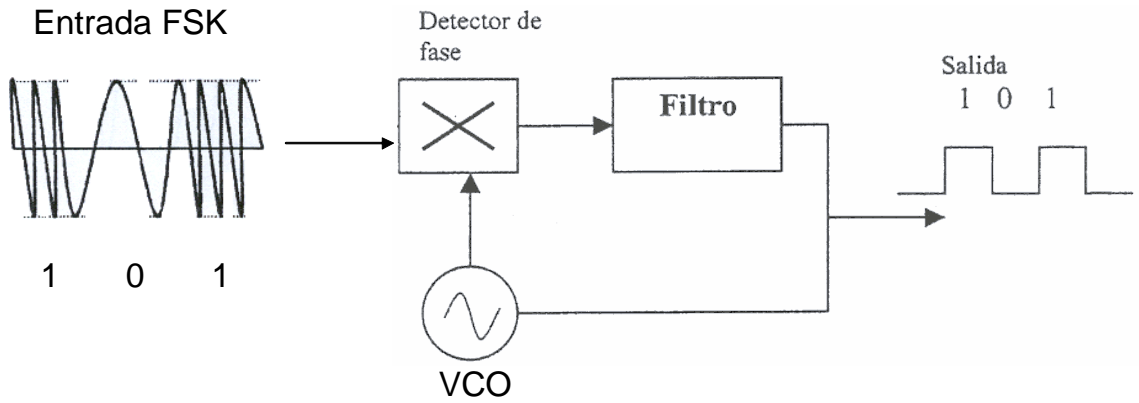 Entrada FSK
Detector de
fase
Filtro
Salida
1 0 1
1 0 1
VCO